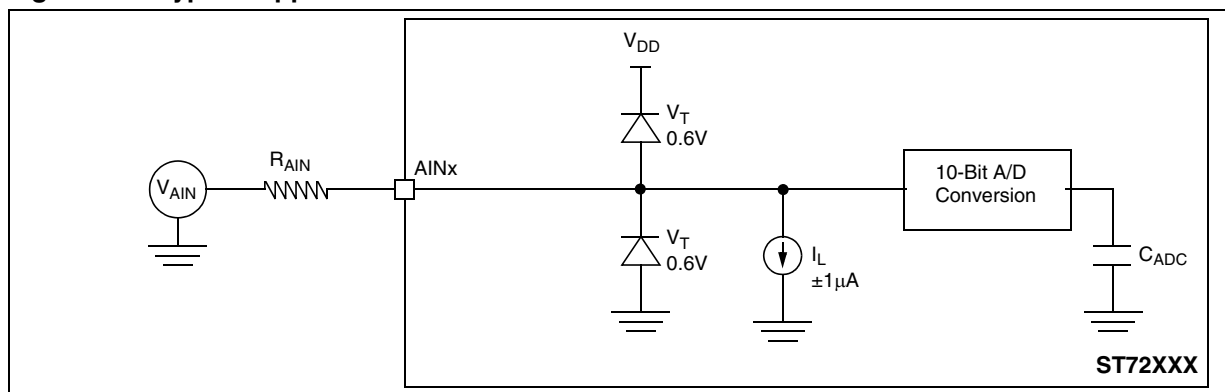 V_DD
V_T
0.6V
R_AIN
AINx
V_AIN
10-Bit A/D
Conversion
V_T
0.6V
I_L
±1μA
C_ADC
ST72XXX